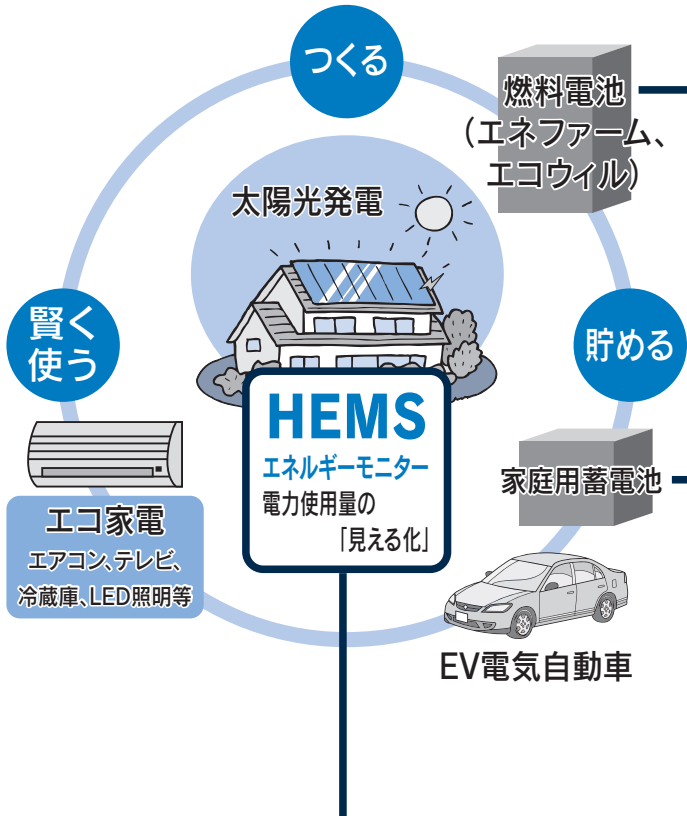 つくる
燃料電池
(エネファーム、
エコウィル)
太陽光発電
賢く
使う
貯める
HEMS
エネルギーモニター
電力使用量の
「見える化」
家庭用蓄電池
エコ家電
エアコン、テレビ、
冷蔵庫、LED照明等
EV電気自動車